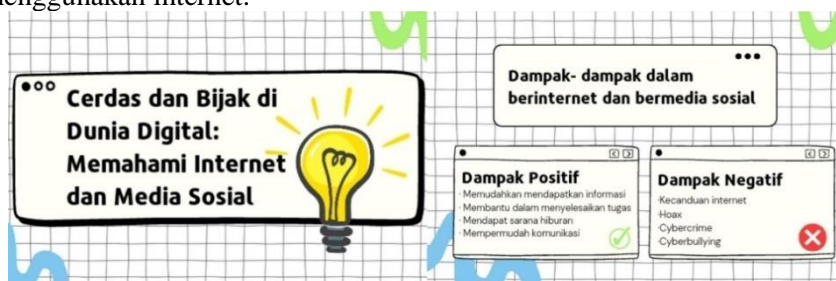 menggunakan Internet.
Cerdas dan Bijak di
Dunia Digital:
Memahami Internet
dan Media Sosial
Dampak- dampak dalam
berinternet dan bermedia sosial
Dampak Positif
· Memudahkan mendapatkan informasi
· Membantu dalam menyelesaikan tugas
· Mendapat sarana hiburan
· Mempermudah komunikasi
Dampak Negatif
·Kecanduan internet
·Hoax
·Cybercrime
·Cyberbullying